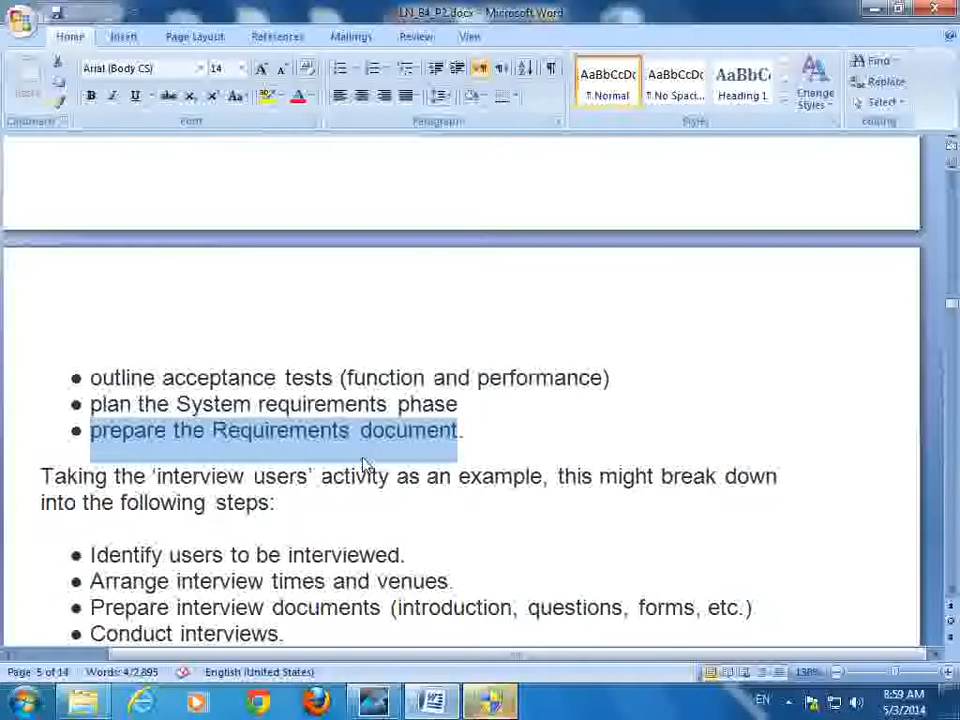 LN_B4_P2.docx - Microsoft Word
Home Insert Page Layout References Mailings Review View
Arial (Body CS) 14
AaBbCcDc AaBbCcDc AaBbC
¶ Normal ¶ No Spaci... Heading 1
Change Styles
Find
Replace
Select
Paste
Clipboard Font Paragraph Styles Editing
● outline acceptance tests (function and performance)
● plan the System requirements phase
● prepare the Requirements document.
Taking the ‘interview users’ activity as an example, this might break down
into the following steps:
● Identify users to be interviewed.
● Arrange interview times and venues.
● Prepare interview documents (introduction, questions, forms, etc.)
● Conduct interviews.
Page 5 of 14 Words: 4/2,895 English (United States) 138%
EN 8:59 AM
5/3/2014